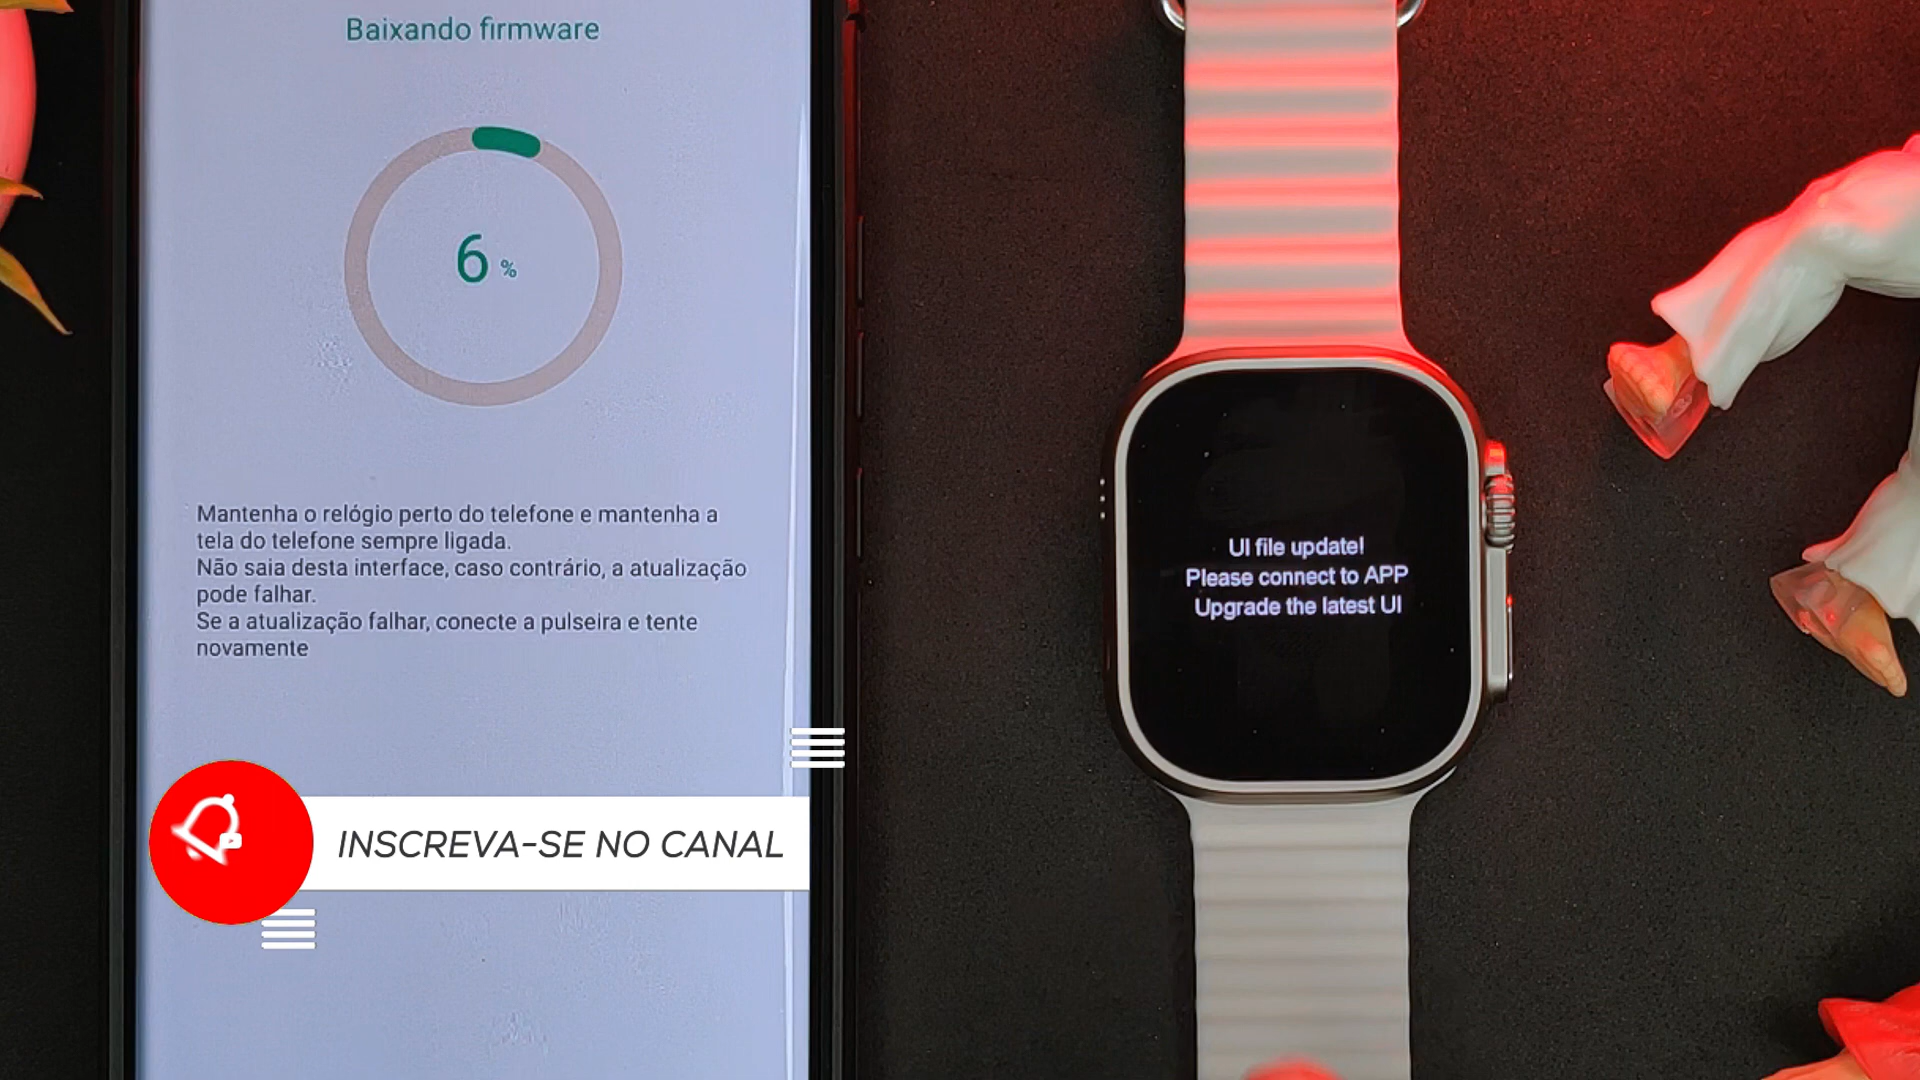 Baixando firmware
6 %
Mantenha o relógio perto do telefone e mantenha a
tela do telefone sempre ligada.
Não saia desta interface, caso contrário, a atualização
pode falhar.
Se a atualização falhar, conecte a pulseira e tente
novamente
INSCREVA-SE NO CANAL
UI file update!
Please connect to APP
Upgrade the latest UI